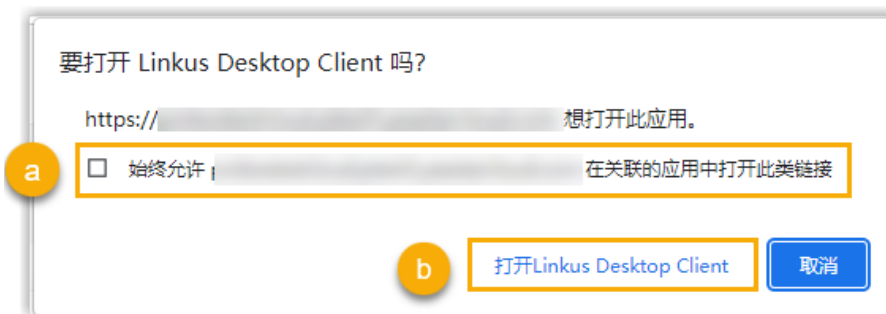 要打开 Linkus Desktop Client 吗?
https:// 想打开此应用。
a
始终允许 在关联的应用中打开此类链接
b
打开Linkus Desktop Client
取消